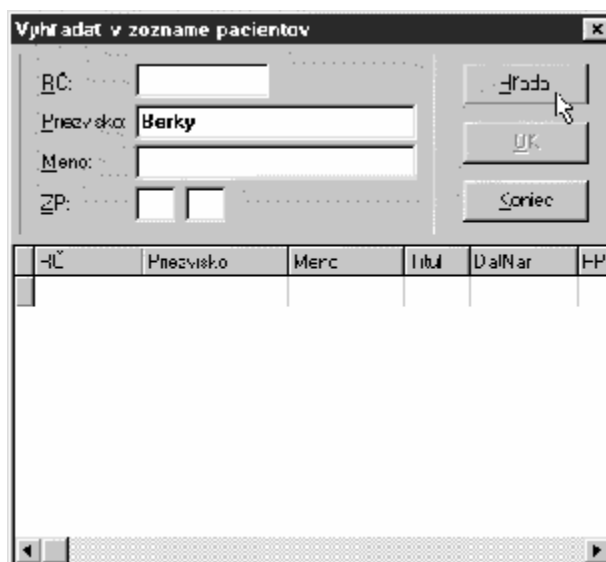 Vyhľadať v zozname pacientov
RČ:
Hľadaj
Priezvisko: Berky
OK
Meno:
ZP:
Koniec
RČ Priezvisko Meno Titul DatNar